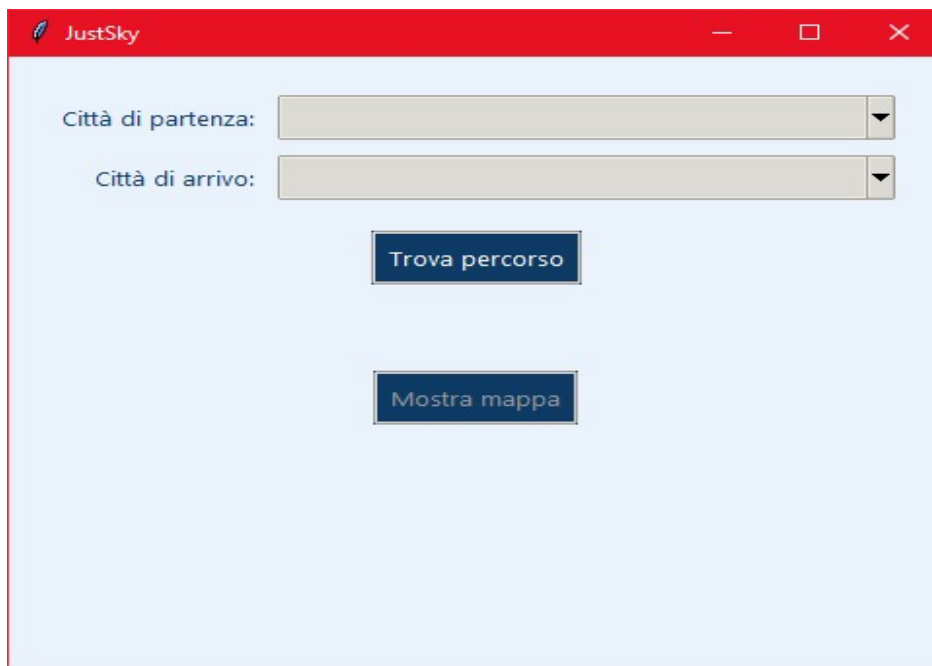 JustSky
Città di partenza:
Città di arrivo:
Trova percorso
Mostra mappa